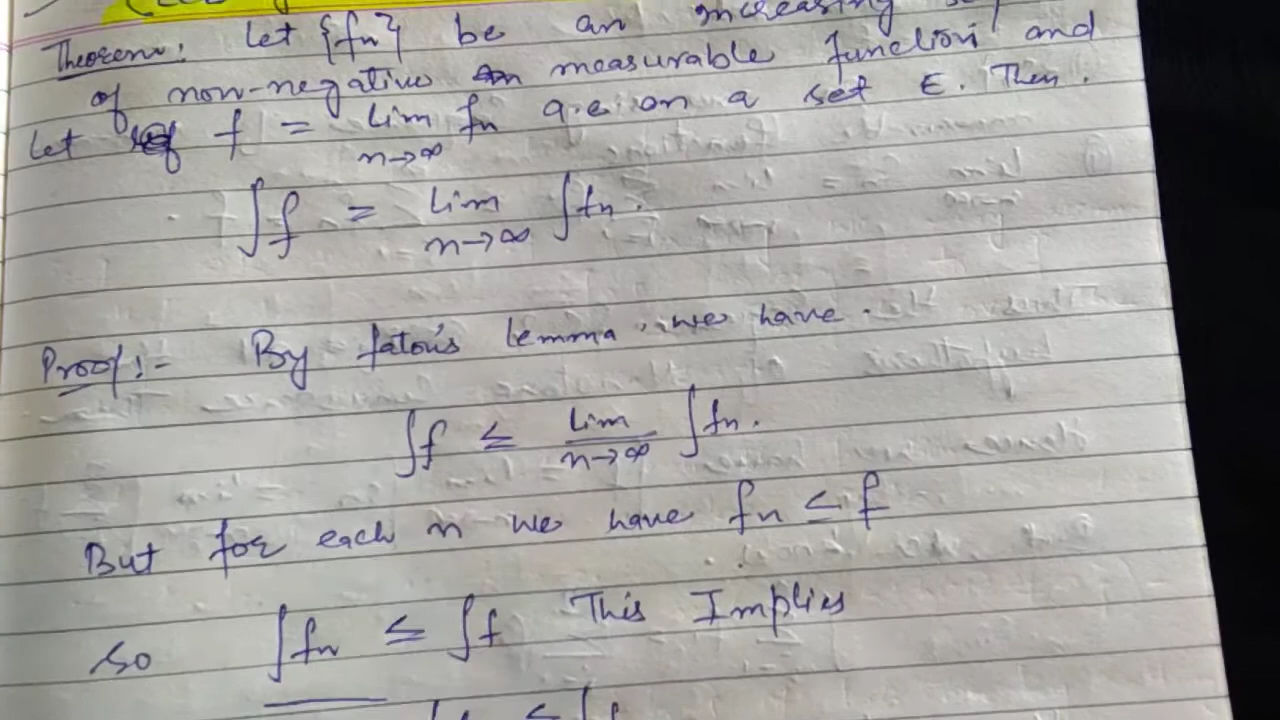 Theorem: Let {fn} be an increasing
of non-negative measurable function and
Let f = lim n→∞ fn a.e. on a set E. Then.
∫f = lim n→∞ ∫fn.
Proof:- By fatou's lemma, we have.
∫f ≤ lim n→∞ ∫fn.
But for each n we have fn ≤ f
So ∫fn ≤ ∫f This Implies